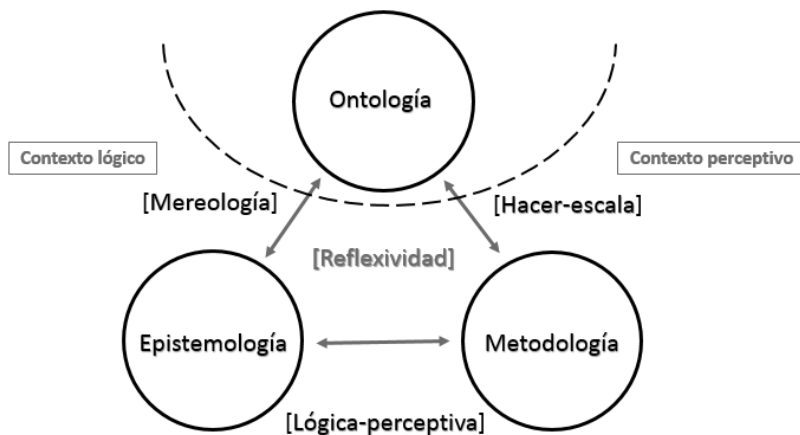 Ontología
Contexto lógico
Contexto perceptivo
[Mereología]
[Hacer-escala]
[Reflexividad]
Epistemología
Metodología
[Lógica-perceptiva]